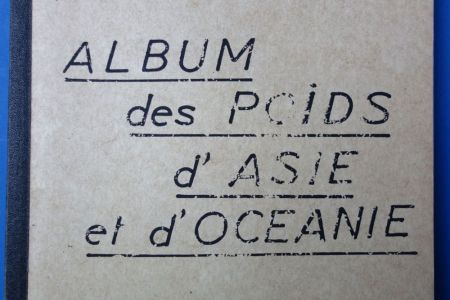 ALBUM
des POIDS
d'ASIE
et d'OCEANIE